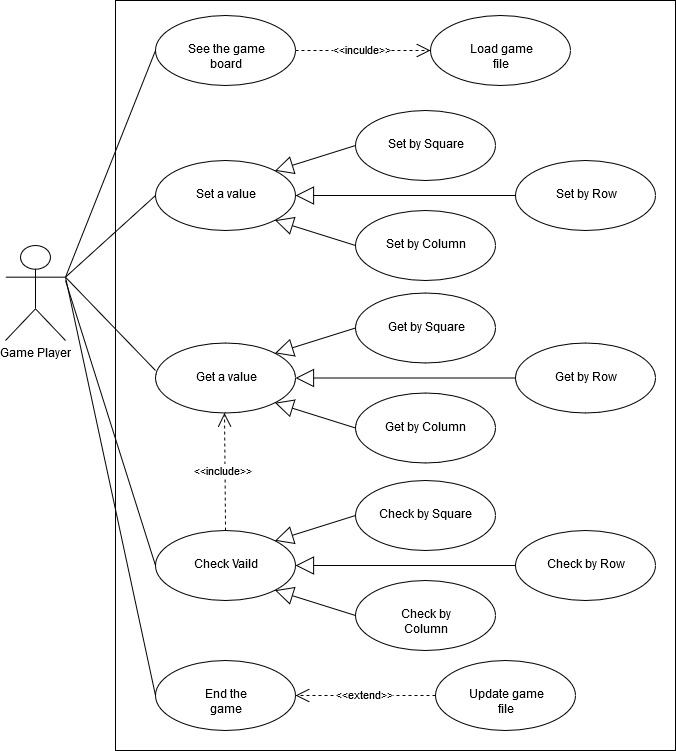 See the game
board
<<inculde>>
Load game
file
Set by Square
Set a value
Set by Row
Set by Column
Game Player
Get by Square
Get a value
Get by Row
Get by Column
<<include>>
Check by Square
Check Vaild
Check by Row
Check by
Column
End the
game
<<extend>>
Update game
file